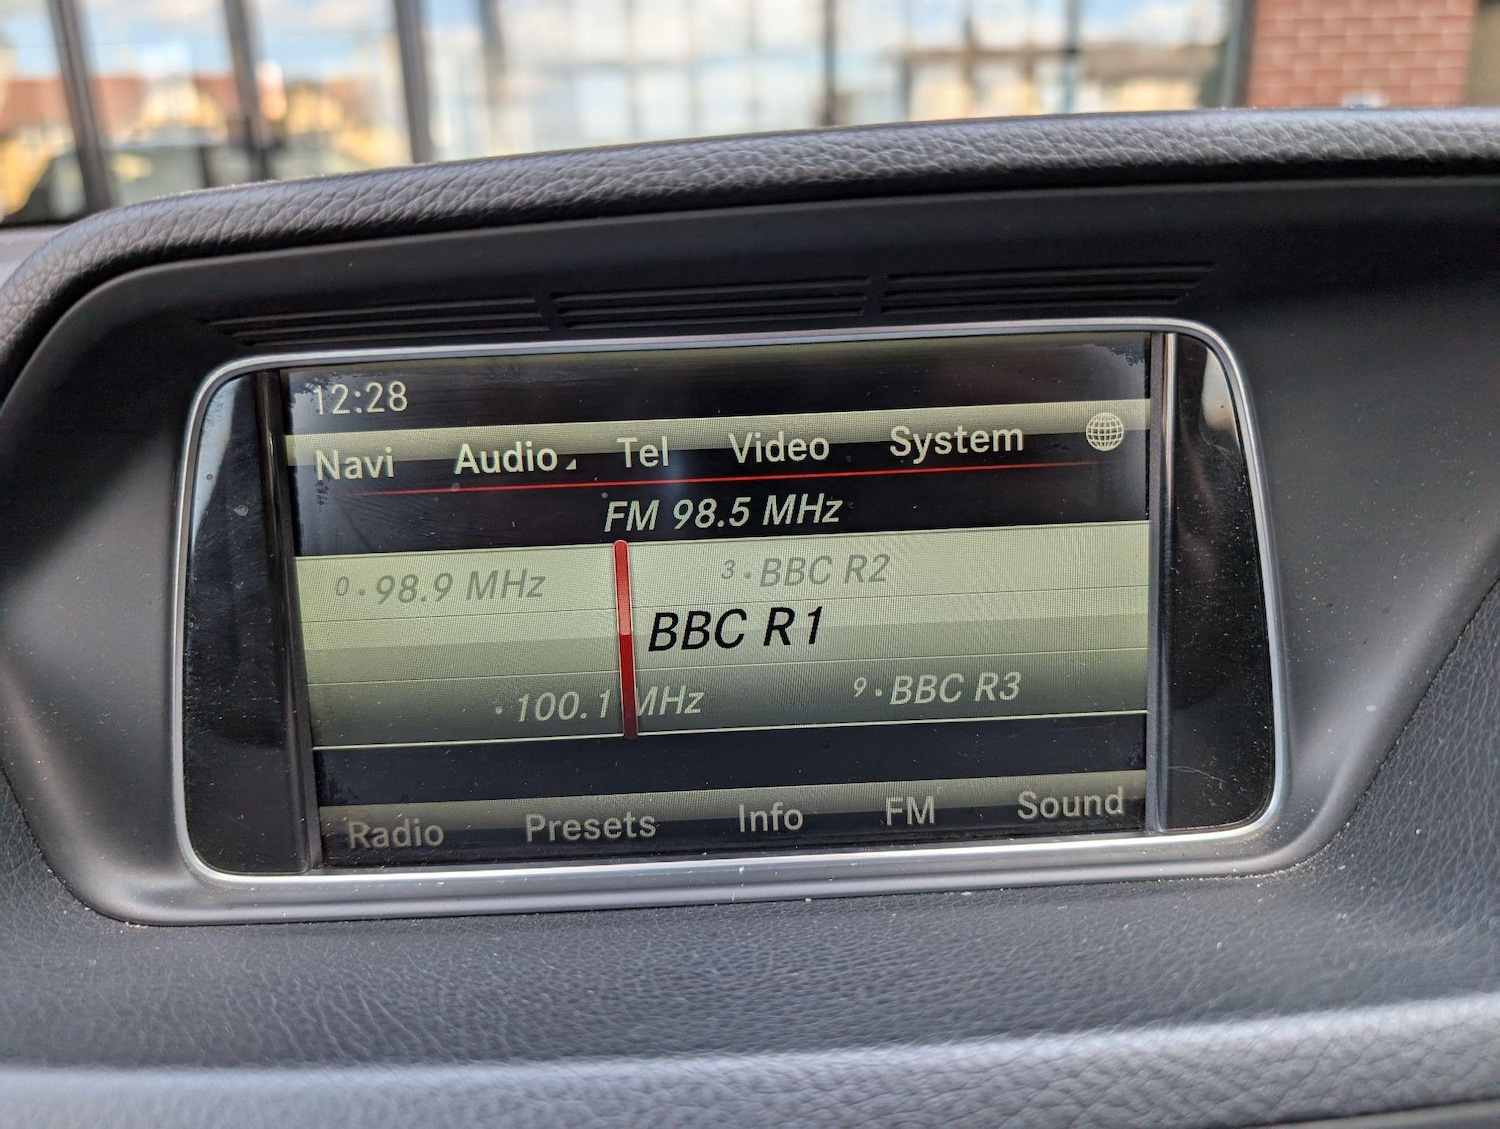 12:28
Navi Audio Tel Video System
FM 98.5 MHz
0·98.9 MHz 3·BBC R2
BBC R1
·100.1 MHz 9·BBC R3
Radio Presets Info FM Sound